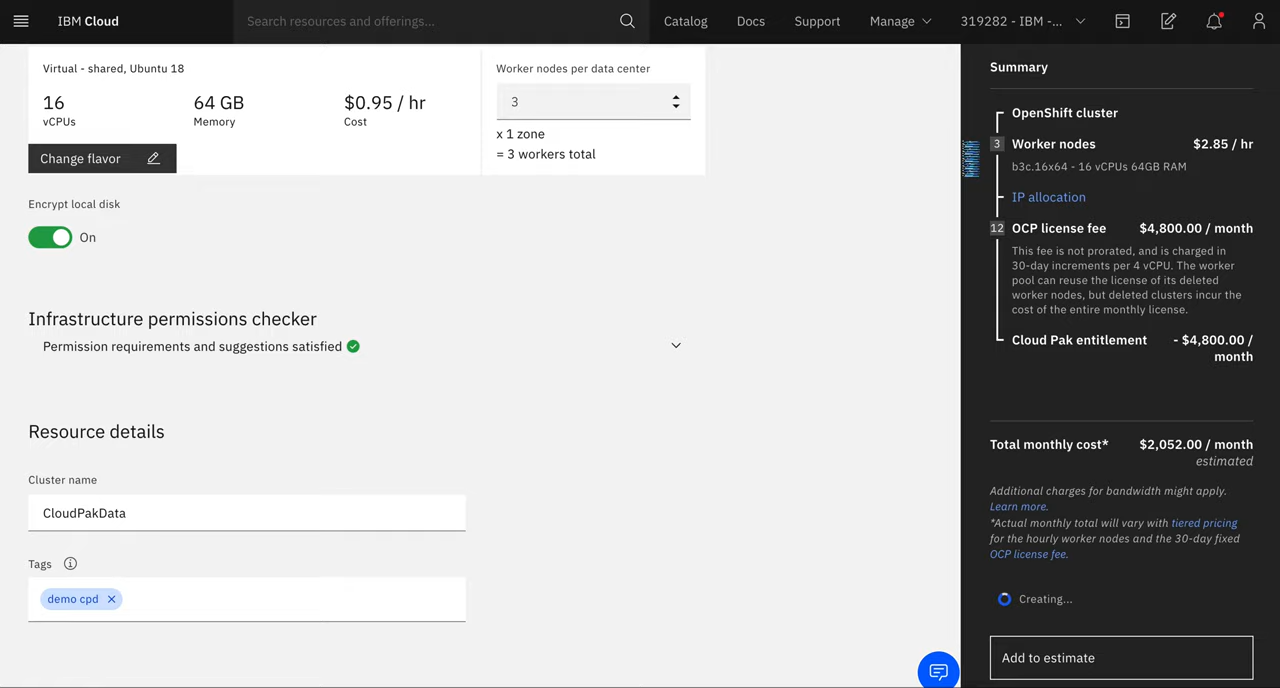 IBM Cloud
Search resources and offerings...
Catalog
Docs
Support
Manage
319282 - IBM -...
Virtual - shared, Ubuntu 18
16
vCPUs
64 GB
Memory
$0.95 / hr
Cost
Change flavor
Worker nodes per data center
3
x 1 zone
= 3 workers total
Encrypt local disk
On
Infrastructure permissions checker
Permission requirements and suggestions satisfied
Resource details
Cluster name
CloudPakData
Tags
demo cpd
Summary
OpenShift cluster
3 Worker nodes $2.85 / hr
b3c.16x64 - 16 vCPUs 64GB RAM
IP allocation
12 OCP license fee $4,800.00 / month
This fee is not prorated, and is charged in
30-day increments per 4 vCPU. The worker
pool can reuse the license of its deleted
worker nodes, but deleted clusters incur the
cost of the entire monthly license.
Cloud Pak entitlement - $4,800.00 /
month
Total monthly cost* $2,052.00 / month
estimated
Additional charges for bandwidth might apply.
Learn more.
*Actual monthly total will vary with tiered pricing
for the hourly worker nodes and the 30-day fixed
OCP license fee.
Creating...
Add to estimate